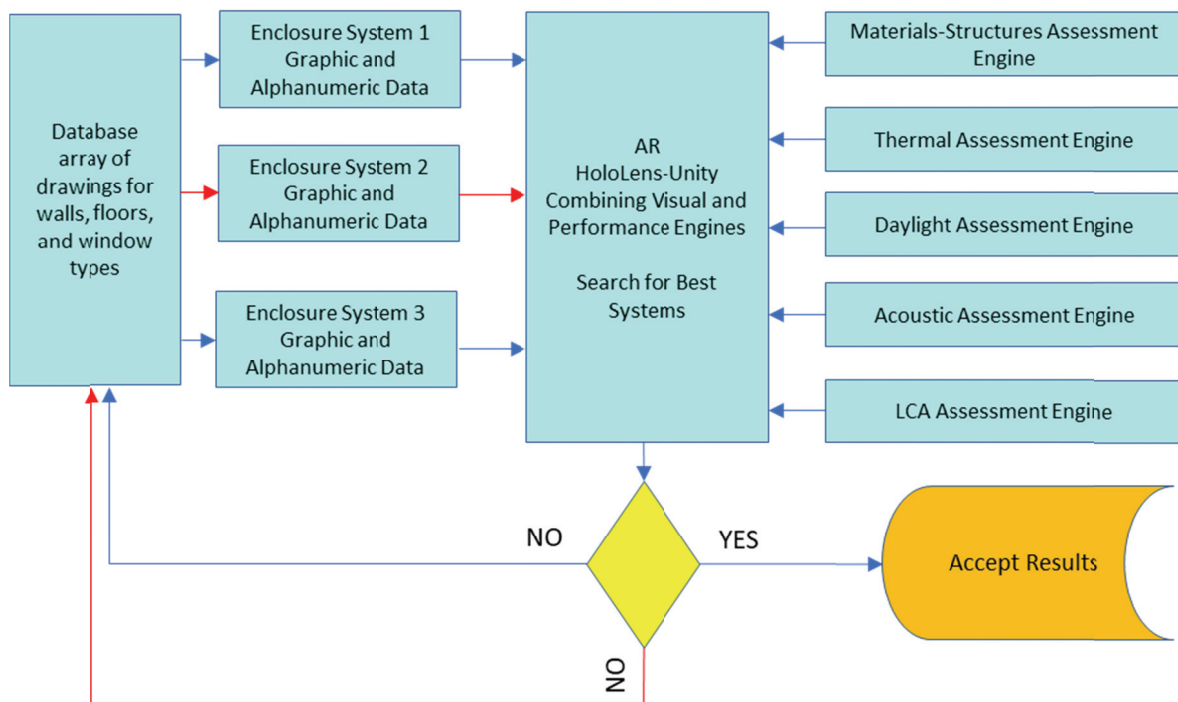 Database
array of
drawings for
walls, floors,
and window
types
Enclosure System 1
Graphic and
Alphanumeric Data
Enclosure System 2
Graphic and
Alphanumeric Data
Enclosure System 3
Graphic and
Alphanumeric Data
AR
HoloLens-Unity
Combining Visual and
Performance Engines
Search for Best
Systems
Materials-Structures Assessment
Engine
Thermal Assessment Engine
Daylight Assessment Engine
Acoustic Assessment Engine
LCA Assessment Engine
NO
YES
Accept Results
NO